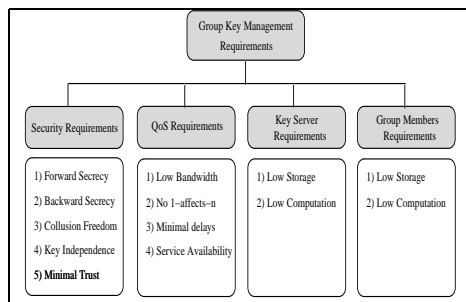 Group Key Management
Requirements
Security Requirements
1) Forward Secrecy
2) Backward Secrecy
3) Collusion Freedom
4) Key Independence
5) Minimal Trust
QoS Requirements
1) Low Bandwidth
2) No 1–affects–n
3) Minimal delays
4) Service Availability
Key Server
Requirements
1) Low Storage
2) Low Computation
Group Members
Requirements
1) Low Storage
2) Low Computation